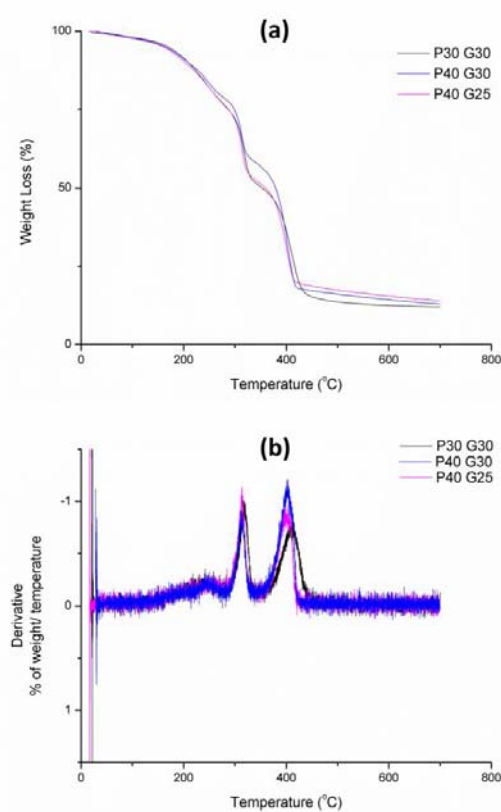 (a)
P30 G30
P40 G30
P40 G25
100
50
0
Weight Loss (%)
0
200
400
600
800
Temperature (°C)
(b)
P30 G30
P40 G30
P40 G25
-1
0
1
Derivative
% of weight/ temperature
0
200
400
600
800
Temperature (°C)